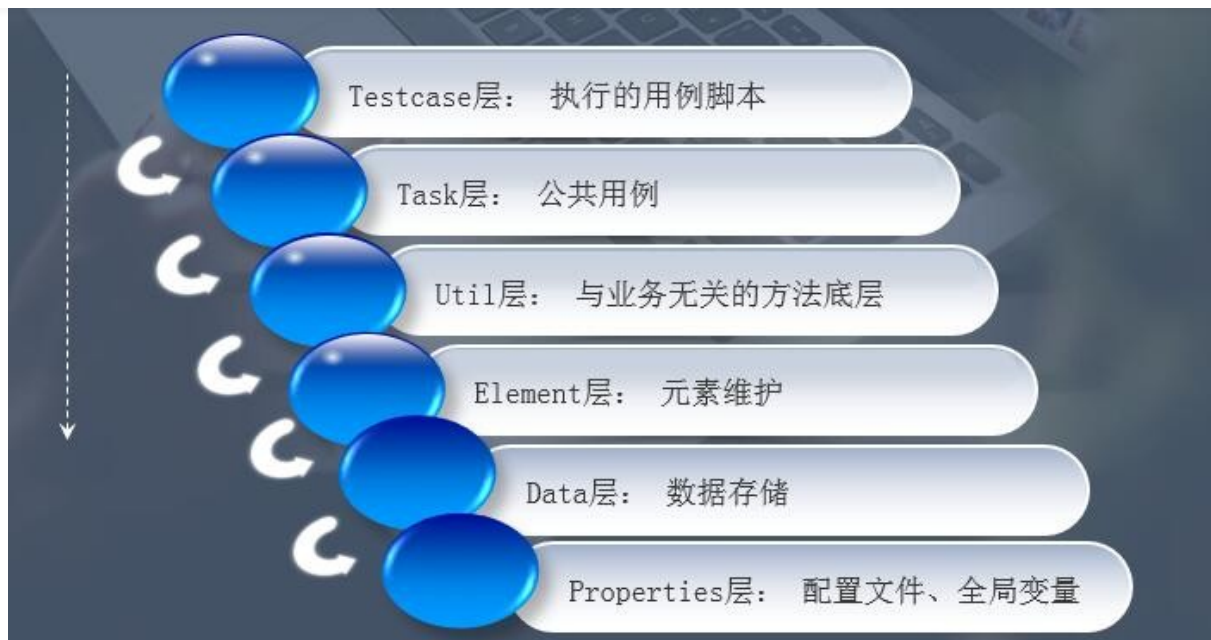 Testcase层： 执行的用例脚本
Task层： 公共用例
Util层： 与业务无关的方法底层
Element层： 元素维护
Data层： 数据存储
Properties层： 配置文件、全局变量